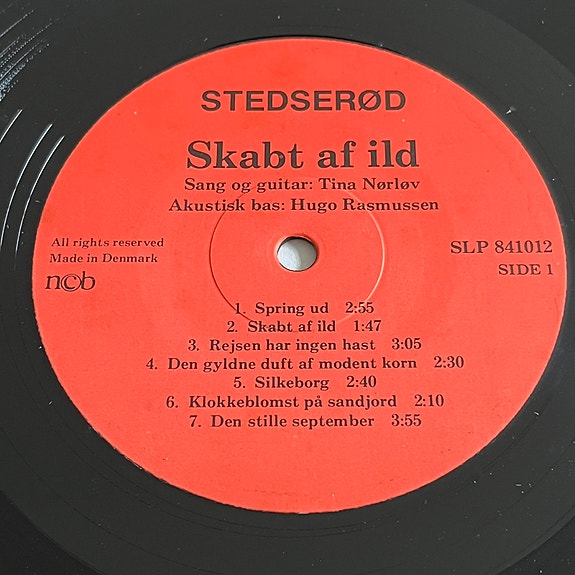 STEDSERØD
Skabt af ild
Sang og guitar: Tina Nørløv
Akustisk bas: Hugo Rasmussen
All rights reserved
Made in Denmark
n©b
SLP 841012
SIDE 1
1. Spring ud 2:55
2. Skabt af ild 1:47
3. Rejsen har ingen hast 3:05
4. Den gyldne duft af modent korn 2:30
5. Silkeborg 2:40
6. Klokkeblomst på sandjord 2:10
7. Den stille september 3:55